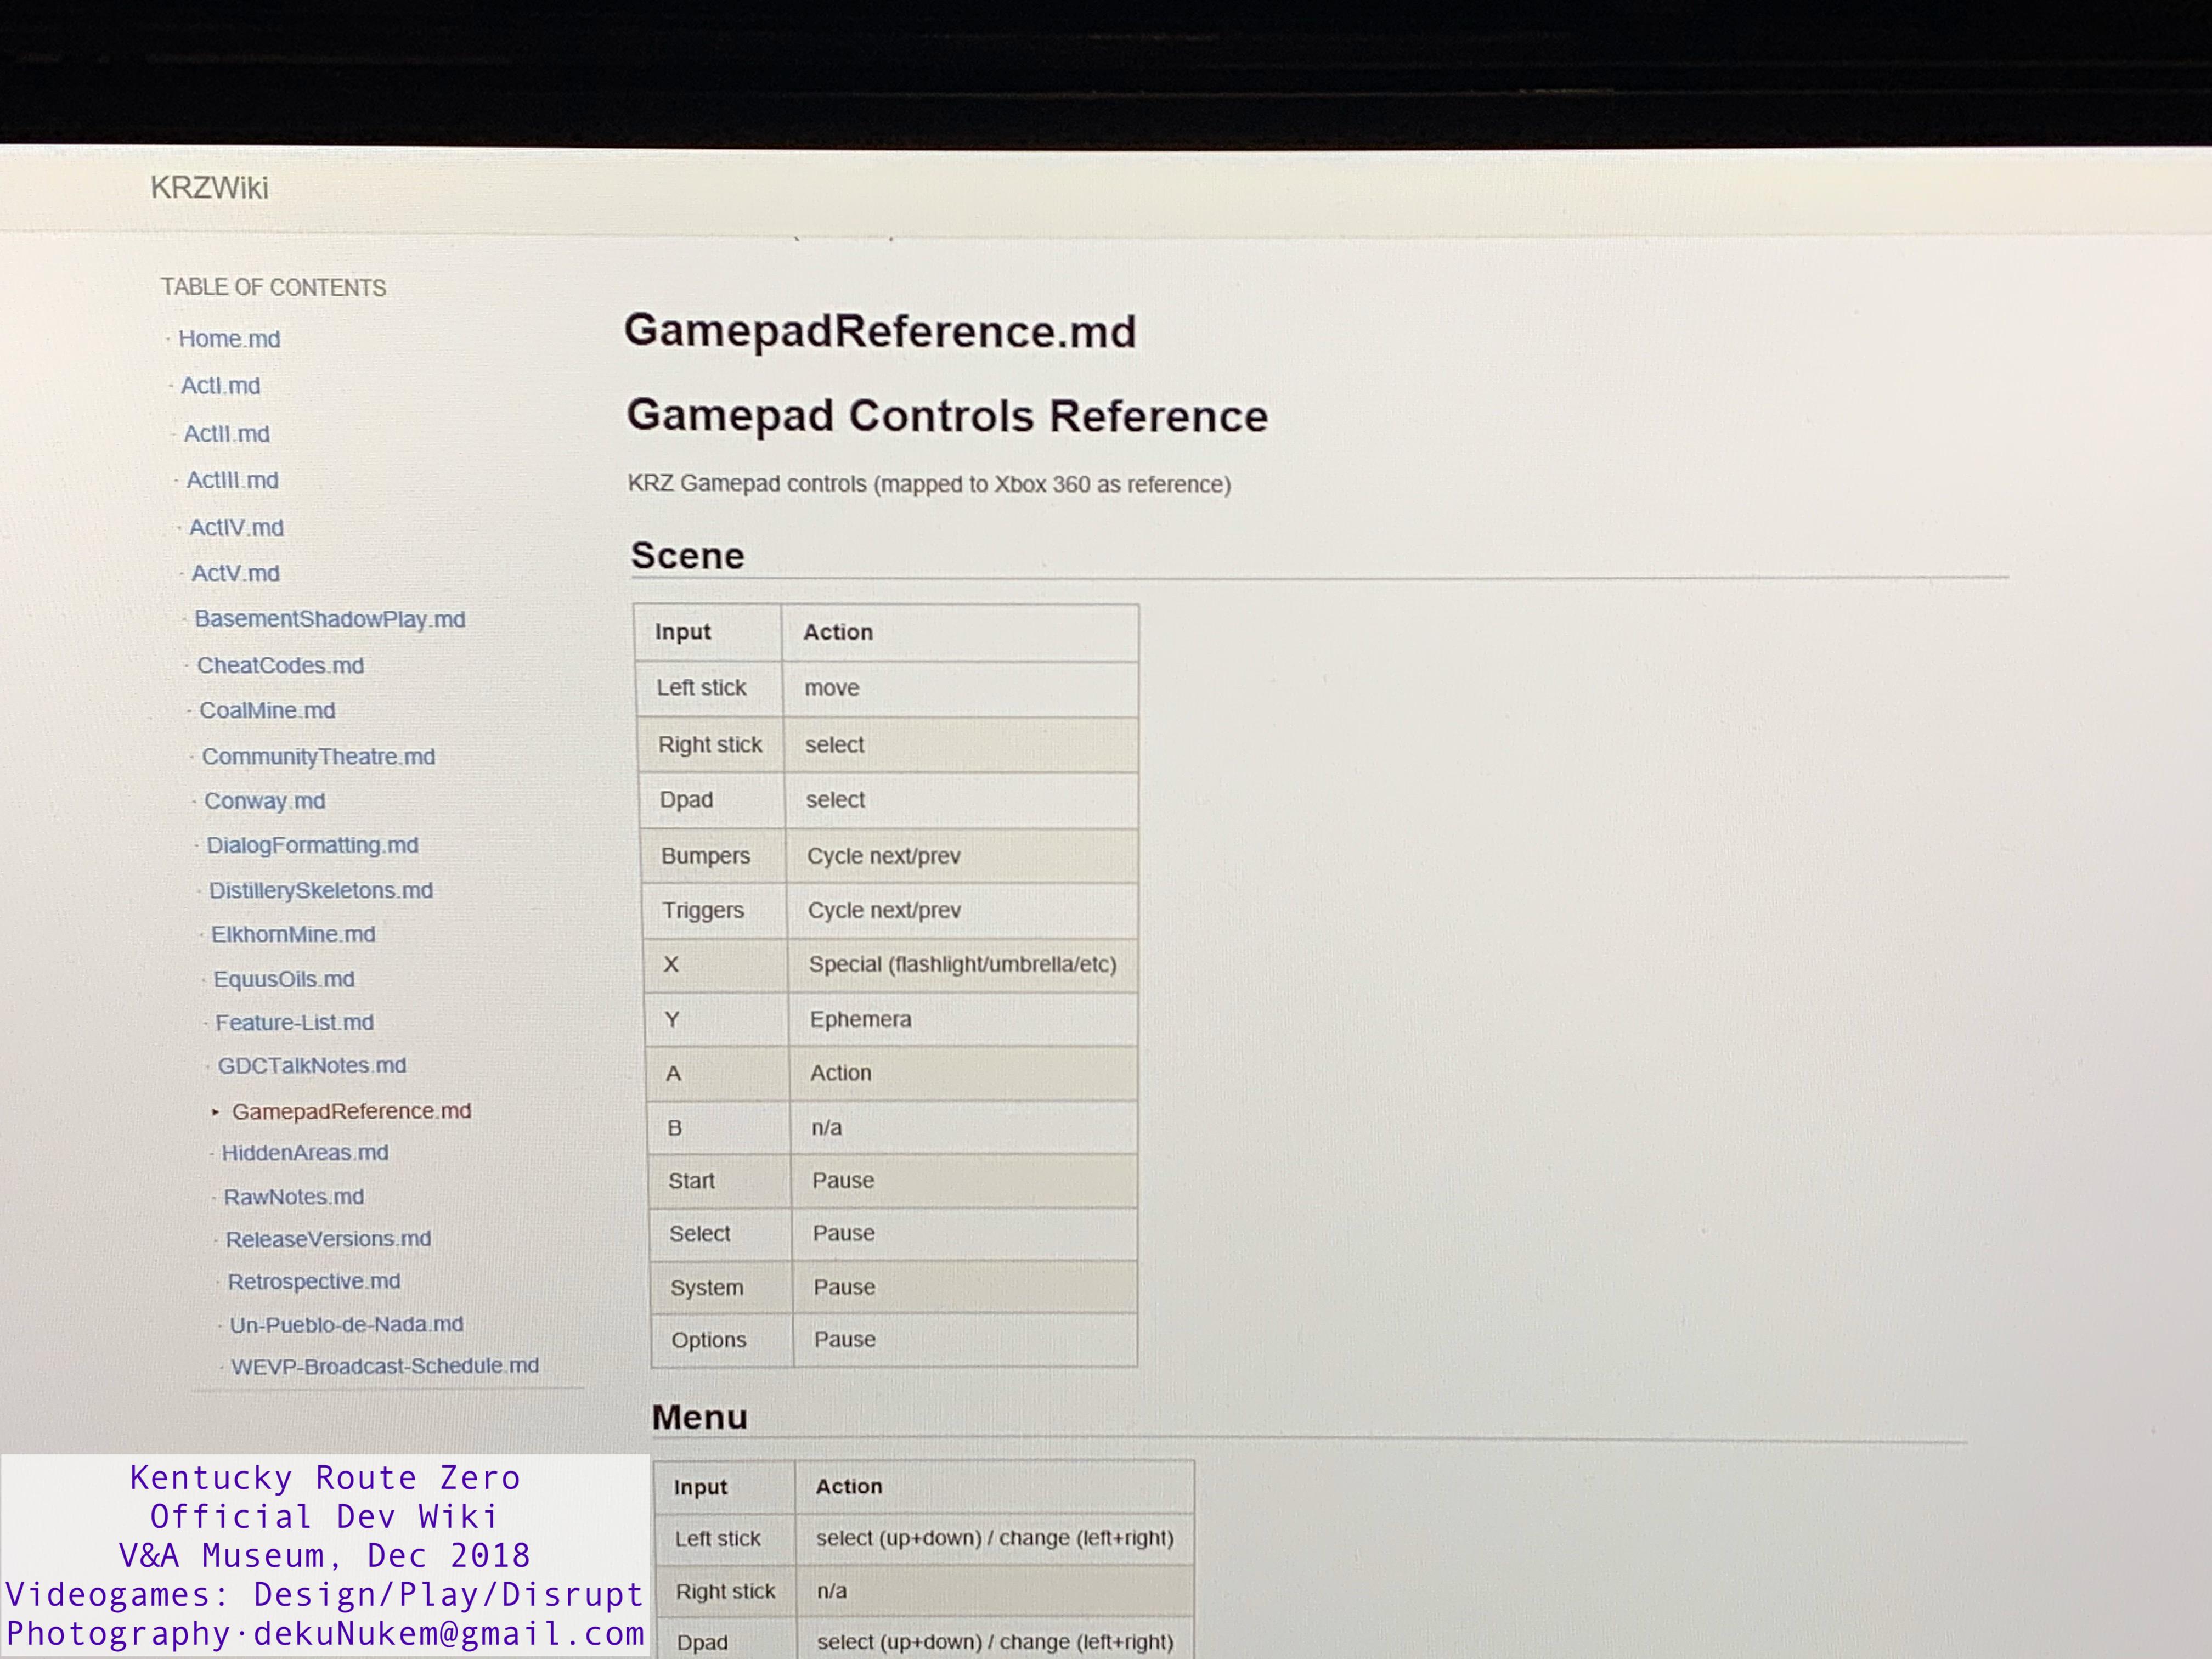 KRZWiki
TABLE OF CONTENTS
Home.md
ActI.md
ActII.md
ActIII.md
ActIV.md
ActV.md
BasementShadowPlay.md
CheatCodes.md
CoalMine.md
CommunityTheatre.md
Conway.md
DialogFormatting.md
DistillerySkeletons.md
ElkhornMine.md
EquusOils.md
Feature-List.md
GDCTalkNotes.md
GamepadReference.md
HiddenAreas.md
RawNotes.md
ReleaseVersions.md
Retrospective.md
Un-Pueblo-de-Nada.md
WEVP-Broadcast-Schedule.md
GamepadReference.md
Gamepad Controls Reference
KRZ Gamepad controls (mapped to Xbox 360 as reference)
Scene
Input Action
Left stick move
Right stick select
Dpad select
Bumpers Cycle next/prev
Triggers Cycle next/prev
X Special (flashlight/umbrella/etc)
Y Ephemera
A Action
B n/a
Start Pause
Select Pause
System Pause
Options Pause
Menu
Input Action
Left stick select (up+down) / change (left+right)
Right stick n/a
Dpad select (up+down) / change (left+right)
Kentucky Route Zero
Official Dev Wiki
V&A Museum, Dec 2018
Videogames: Design/Play/Disrupt
Photography·dekuNukem@gmail.com